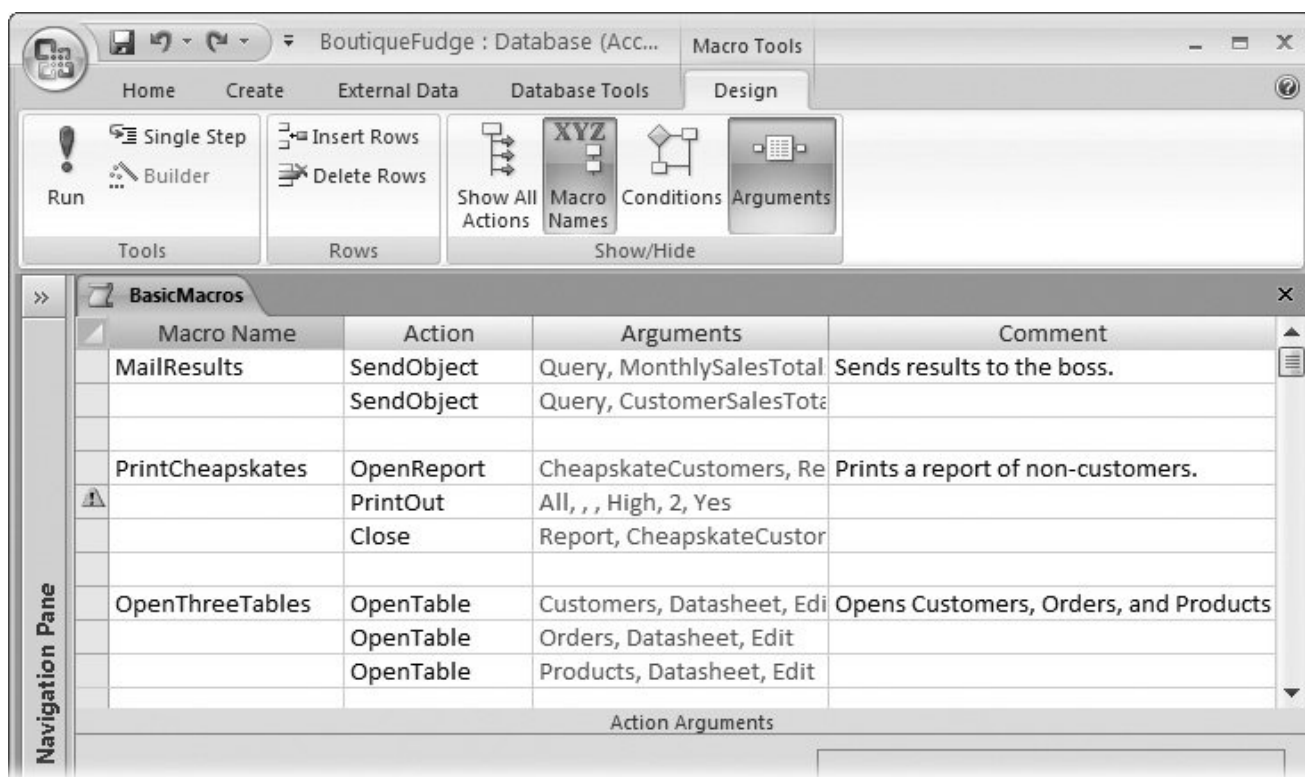 BoutiqueFudge : Database (Acc... Macro Tools
Home Create External Data Database Tools Design
Run
Single Step
Builder
Tools
Insert Rows
Delete Rows
Rows
Show All Actions
XYZ
Macro Names
Conditions
Arguments
Show/Hide
BasicMacros
Macro Name Action Arguments Comment
MailResults SendObject Query, MonthlySalesTotal Sends results to the boss.
SendObject Query, CustomerSalesTota
PrintCheapskates OpenReport CheapskateCustomers, Re Prints a report of non-customers.
PrintOut All, , , High, 2, Yes
Close Report, CheapskateCustor
OpenThreeTables OpenTable Customers, Datasheet, Edi Opens Customers, Orders, and Products
OpenTable Orders, Datasheet, Edit
OpenTable Products, Datasheet, Edit
Action Arguments
Navigation Pane